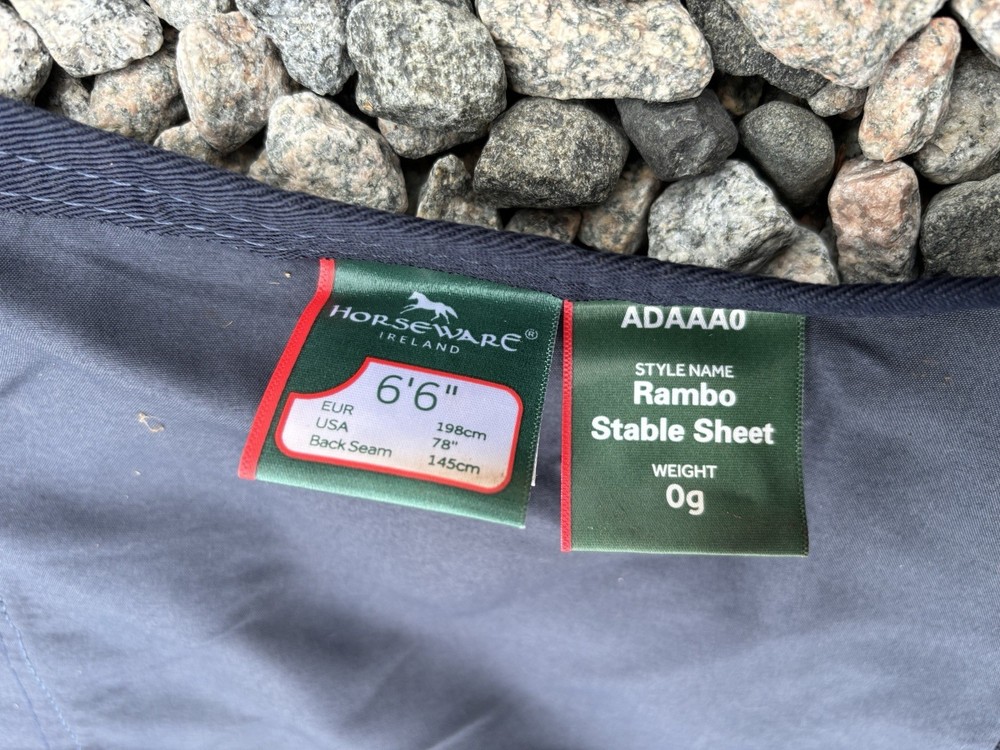 HORSEWARE®
IRELAND
6'6"
EUR 198cm
USA 78"
Back Seam 145cm
ADAAA0
STYLE NAME
Rambo
Stable Sheet
WEIGHT
0g